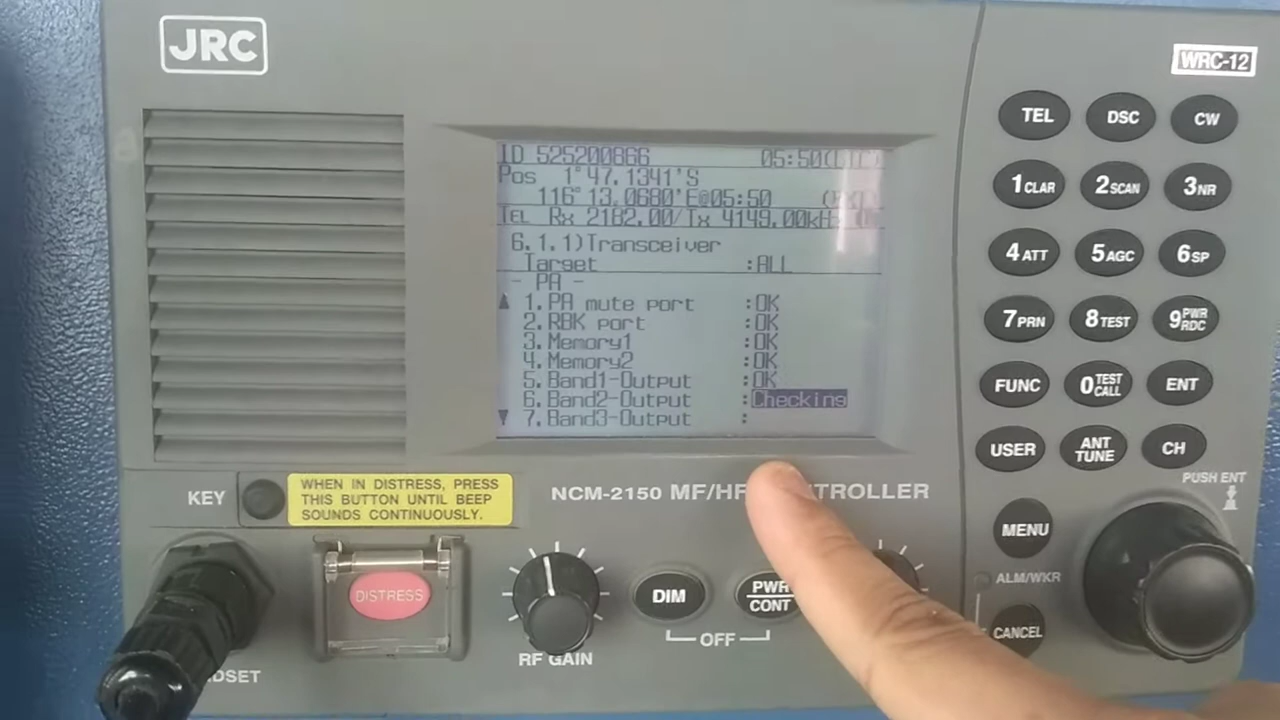 JRC
WRC-12
ID 525200866 05:50(UTC)
Pos 1°47.1341'S
116°13.0680'E@05:50
TEL Rx 2182.00/Tx 4149.00kHz
6.1.1)Transceiver
Target :ALL
- PA -
▲ 1.PA mute port :OK
2.RBK port :OK
3.Memory1 :OK
4.Memory2 :OK
5.Band1-Output :OK
6.Band2-Output :Checking
▼ 7.Band3-Output :
TEL DSC CW
1CLAR 2SCAN 3NR
4ATT 5AGC 6SP
7PRN 8TEST 9PWR RDC
FUNC 0TEST CALL ENT
USER ANT TUNE CH
PUSH ENT
MENU
ALM/WKR
CANCEL
KEY
WHEN IN DISTRESS, PRESS
THIS BUTTON UNTIL BEEP
SOUNDS CONTINUOUSLY.
NCM-2150 MF/HF
DISTRESS
DIM
PWR
CONT
OFF
RF GAIN